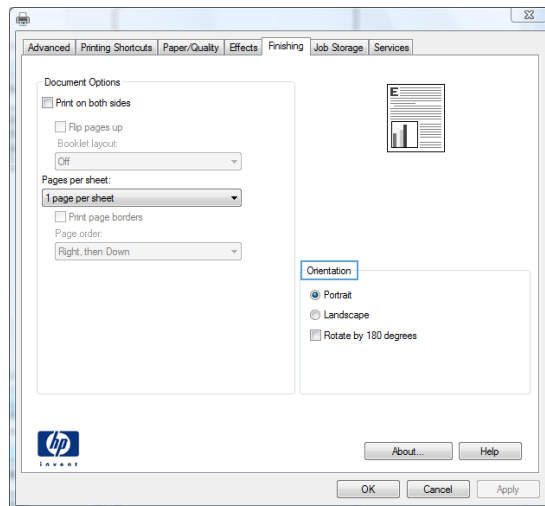 Advanced Printing Shortcuts Paper/Quality Effects Finishing Job Storage Services
Document Options
Print on both sides
Flip pages up
Booklet layout:
Off
Pages per sheet:
1 page per sheet
Print page borders
Page order:
Right, then Down
E
Orientation
Portrait
Landscape
Rotate by 180 degrees
hp
invent
About... Help
OK Cancel Apply